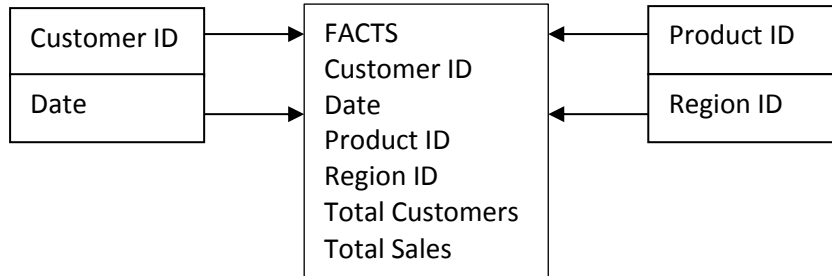 Customer ID
Date
FACTS
Customer ID
Date
Product ID
Region ID
Total Customers
Total Sales
Product ID
Region ID